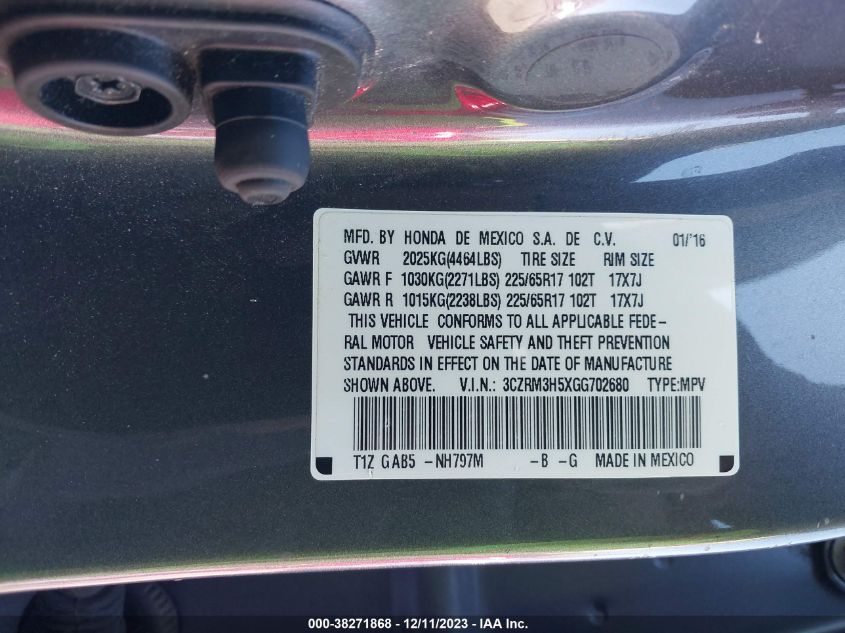 MFD. BY HONDA DE MEXICO S.A. DE C.V. 01/'16
GVWR 2025KG(4464LBS) TIRE SIZE RIM SIZE
GAWR F 1030KG(2271LBS) 225/65R17 102T 17X7J
GAWR R 1015KG(2238LBS) 225/65R17 102T 17X7J
THIS VEHICLE CONFORMS TO ALL APPLICABLE FEDE-
RAL MOTOR VEHICLE SAFETY AND THEFT PREVENTION
STANDARDS IN EFFECT ON THE DATE OF MANUFACTURE
SHOWN ABOVE. V.I.N.: 3CZRM3H5XGG702680 TYPE:MPV
T1Z GAB5 -NH797M -B -G MADE IN MEXICO
000-38271868 - 12/11/2023 - IAA Inc.